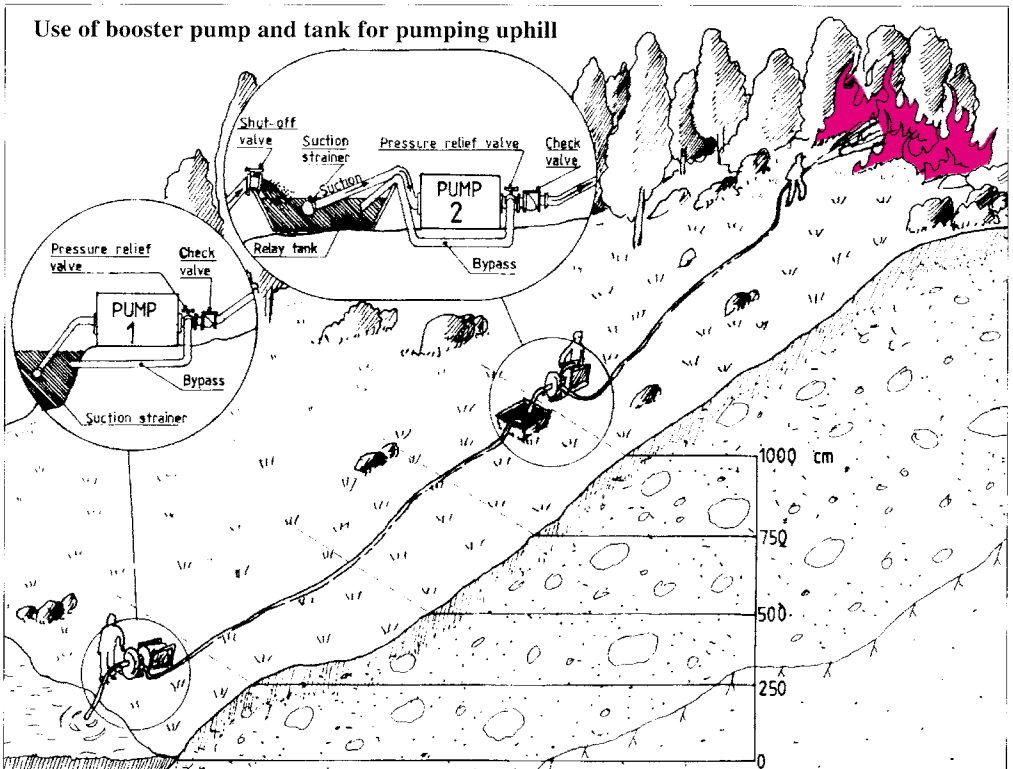 Use of booster pump and tank for pumping uphill
Shut-off
valve
Suction
strainer
Suction
Pressure relief valve
Check
valve
PUMP
2
Relay tank
Bypass
Pressure relief
valve
Check
valve
PUMP
1
Bypass
Suction strainer
1000 cm
750
500
250
0